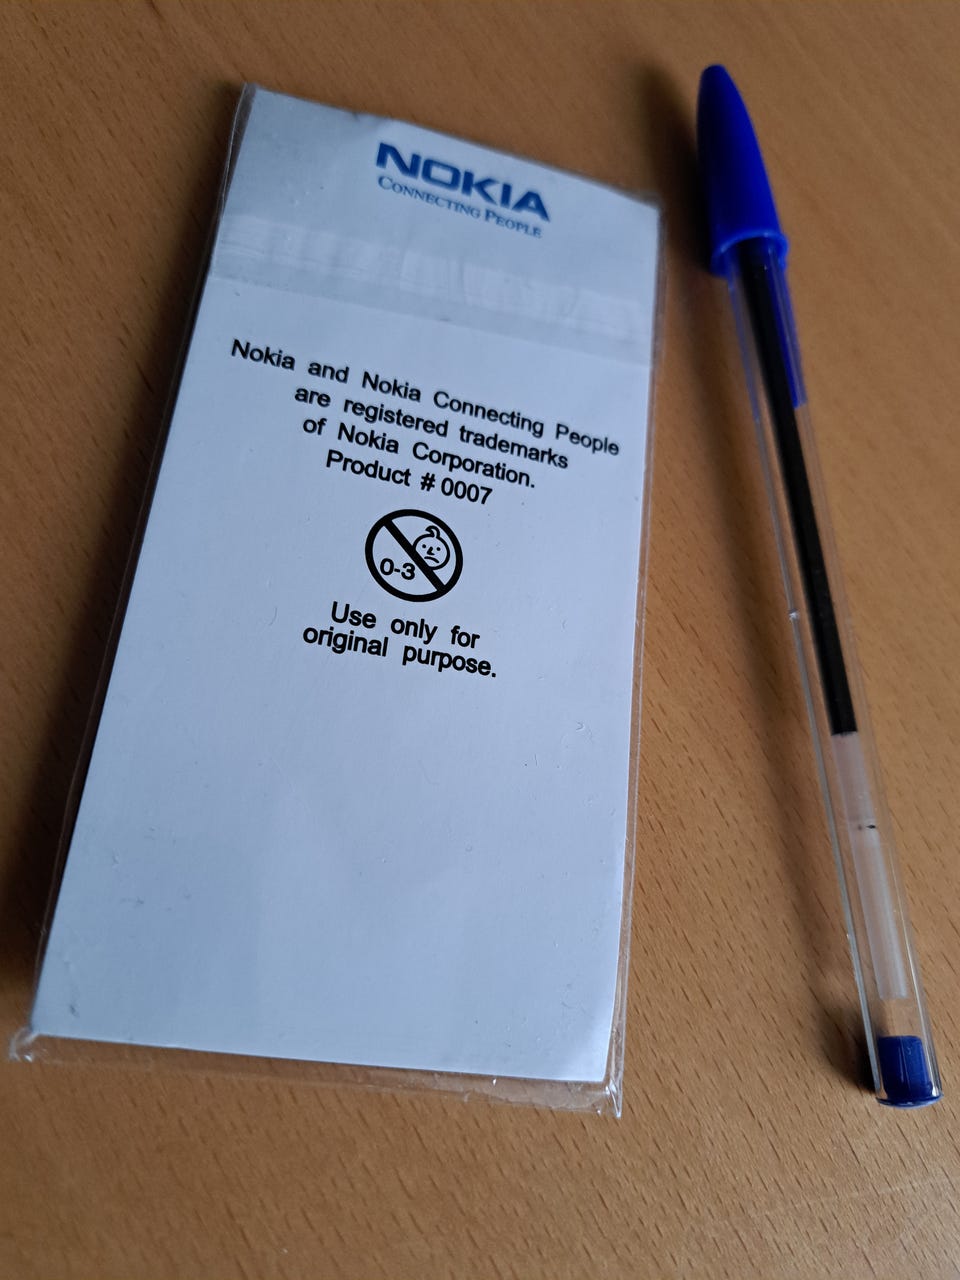 NOKIA
CONNECTING PEOPLE
Nokia and Nokia Connecting People
are registered trademarks
of Nokia Corporation.
Product # 0007
0-3
Use only for
original purpose.